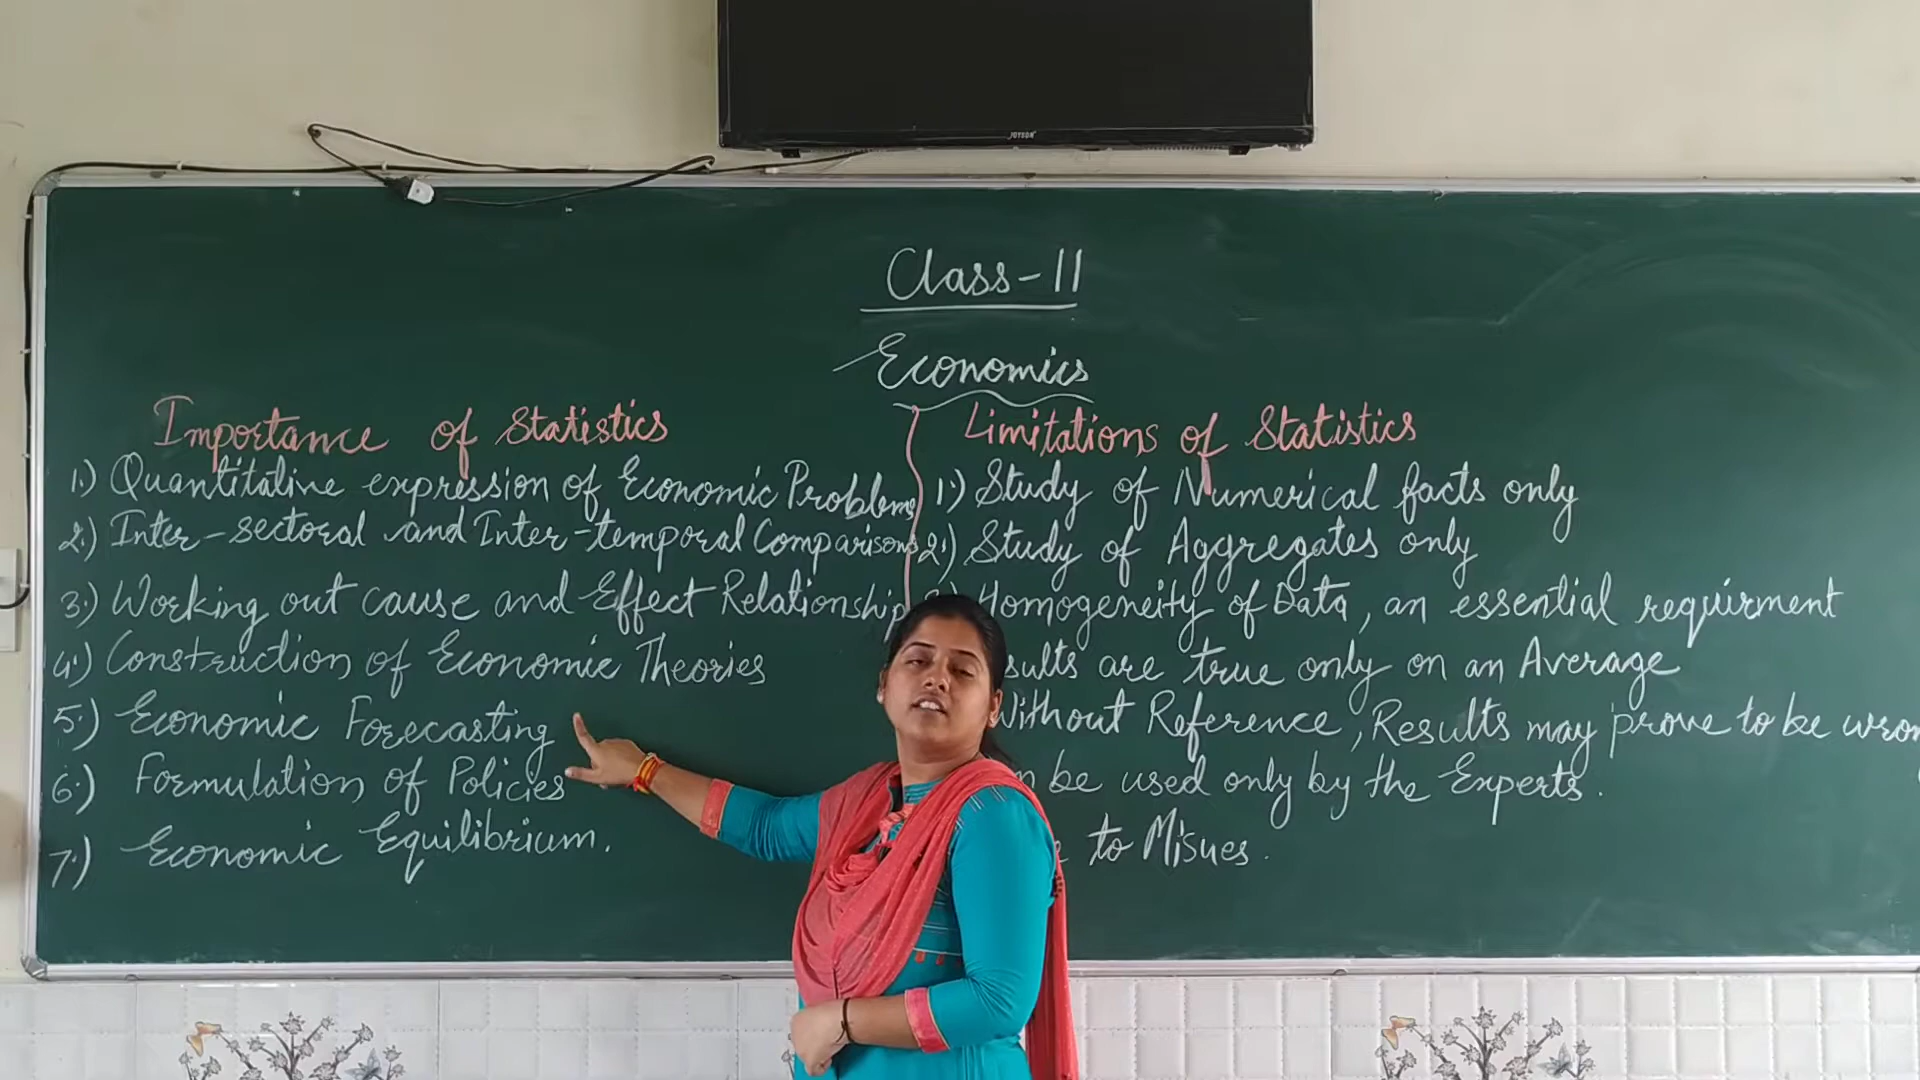 JOYSON
Class-11
Economics
Importance of Statistics
1.) Quantitative expression of Economic Problems
2.) Inter-sectoral and Inter-temporal Comparisons
3.) Working out cause and Effect Relationship
4.) Construction of Economic Theories
5.) Economic Forecasting
6.) Formulation of Policies
7.) Economic Equilibrium.
Limitations of Statistics
1.) Study of Numerical facts only
2.) Study of Aggregates only
Homogeneity of Data, an essential requirment
sults are true only on an Average
Without Reference, Results may prove to be wron
n be used only by the Experts.
to Misues.